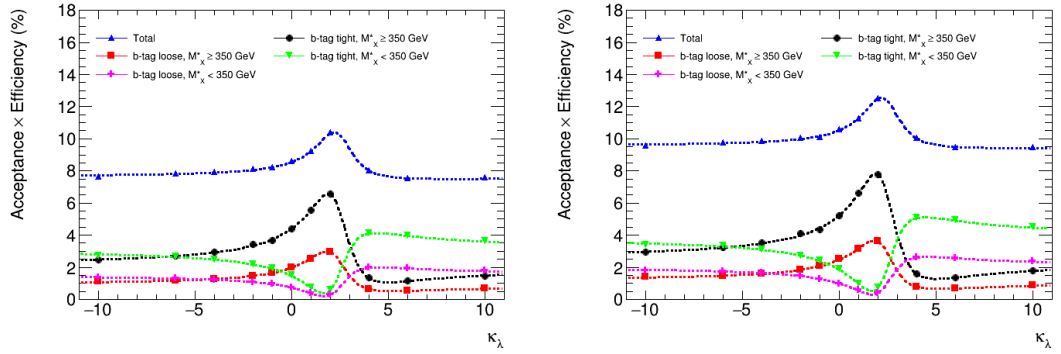 Acceptance × Efficiency (%)
18
16
14
12
10
8
6
4
2
0
Total
b-tag loose, M*X ≥ 350 GeV
b-tag loose, M*X < 350 GeV
b-tag tight, M*X ≥ 350 GeV
b-tag tight, M*X < 350 GeV
−10 −5 0 5 10
κλ
Acceptance × Efficiency (%)
18
16
14
12
10
8
6
4
2
0
Total
b-tag loose, M*X ≥ 350 GeV
b-tag loose, M*X < 350 GeV
b-tag tight, M*X ≥ 350 GeV
b-tag tight, M*X < 350 GeV
−10 −5 0 5 10
κλ